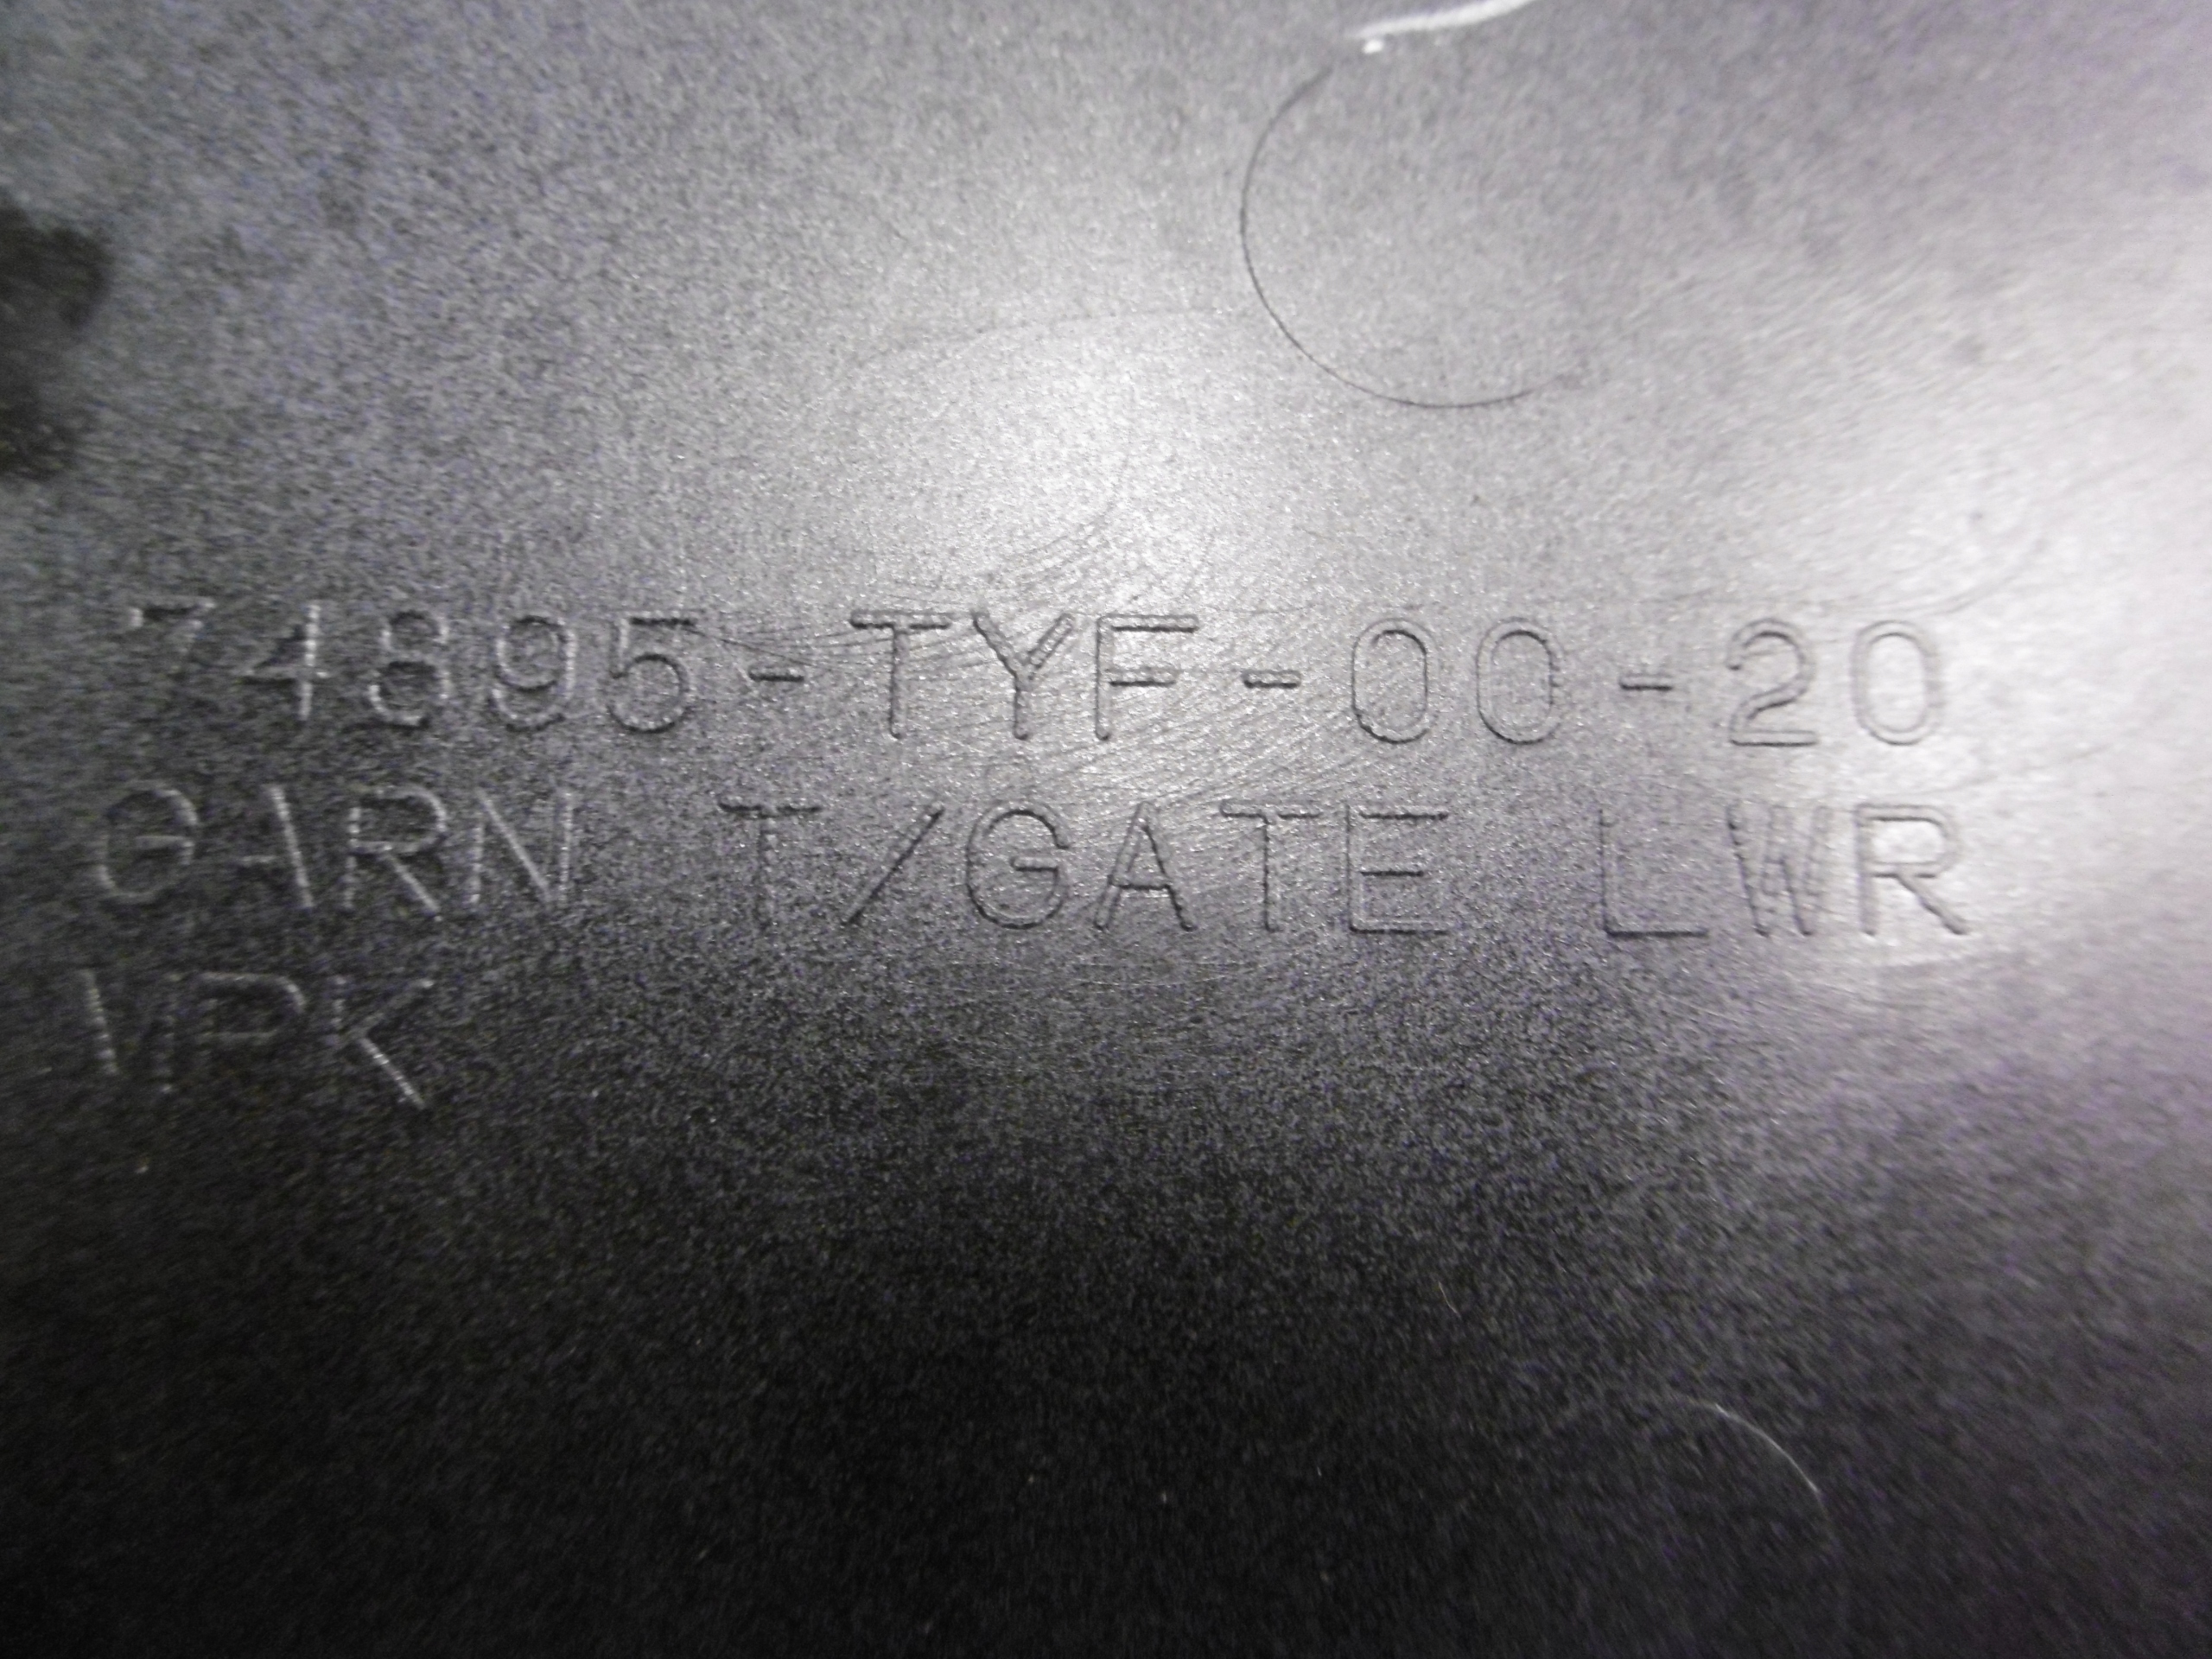 74895-TYF-00-20
GARN T/GATE LWR
MPK